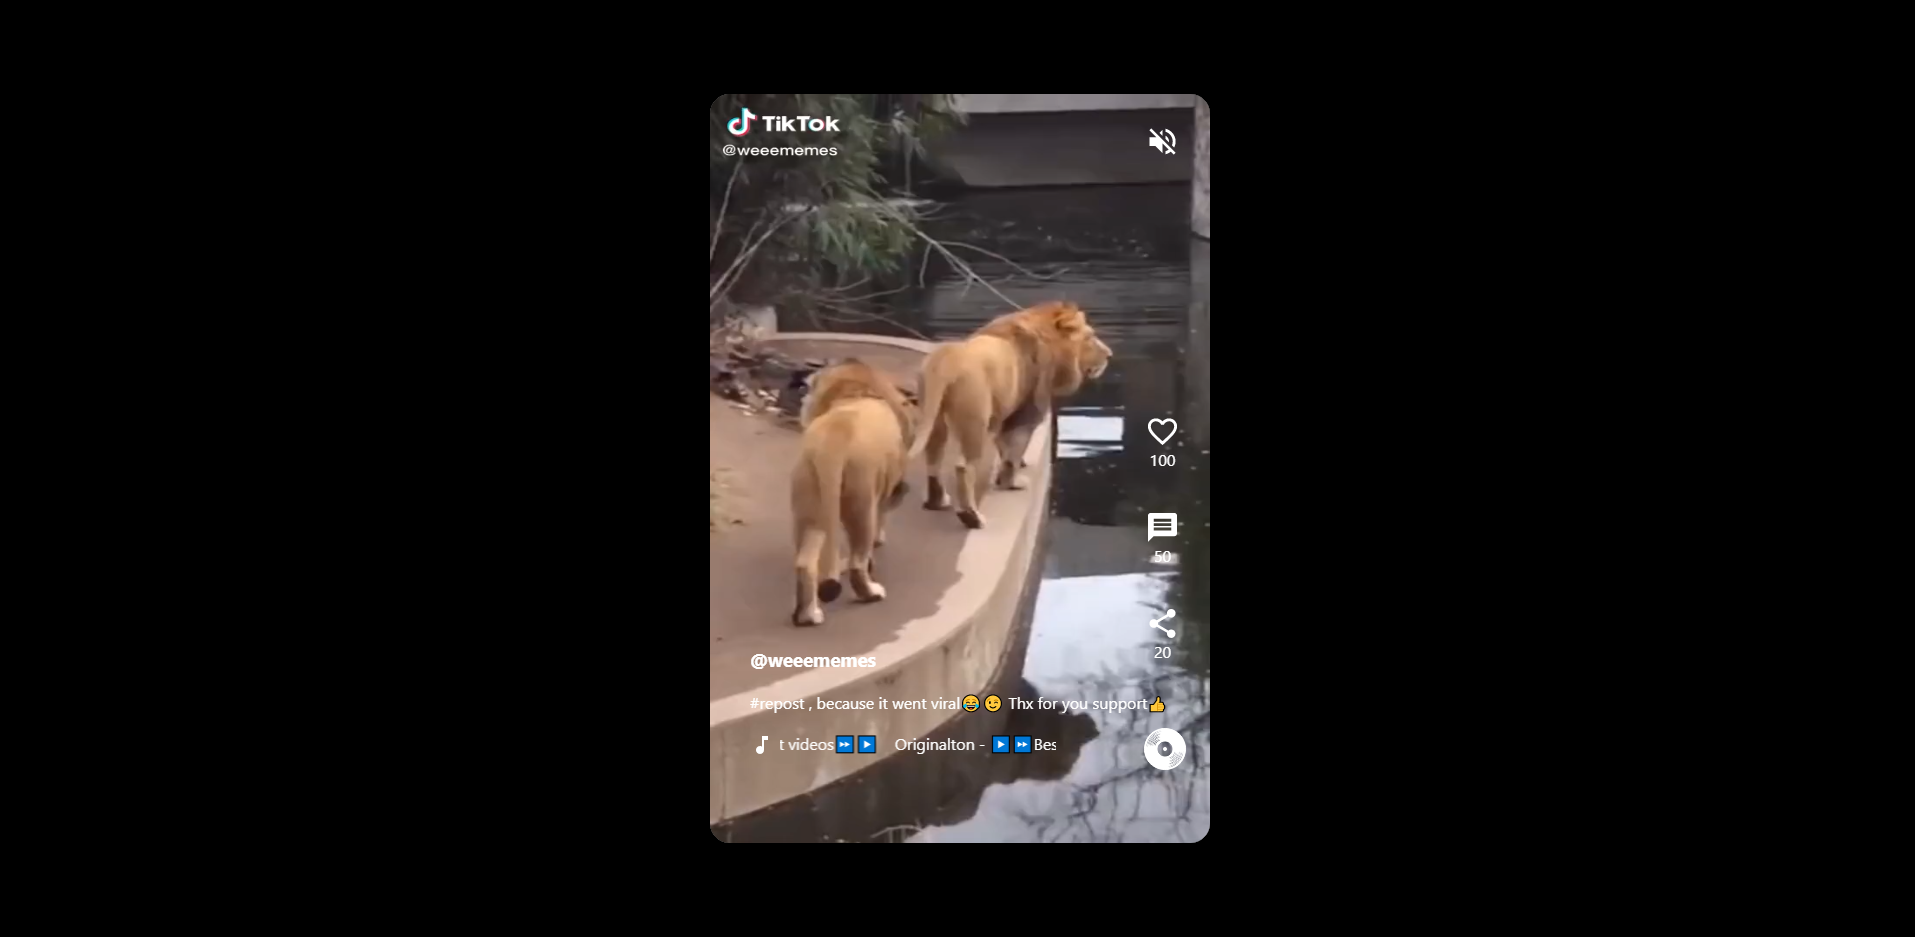 TikTok
@weeememes
100
50
20
@weeememes
#repost , because it went viral😂😉 Thx for you support👍
t videos⏩▶ Originalton - ▶⏩Bes